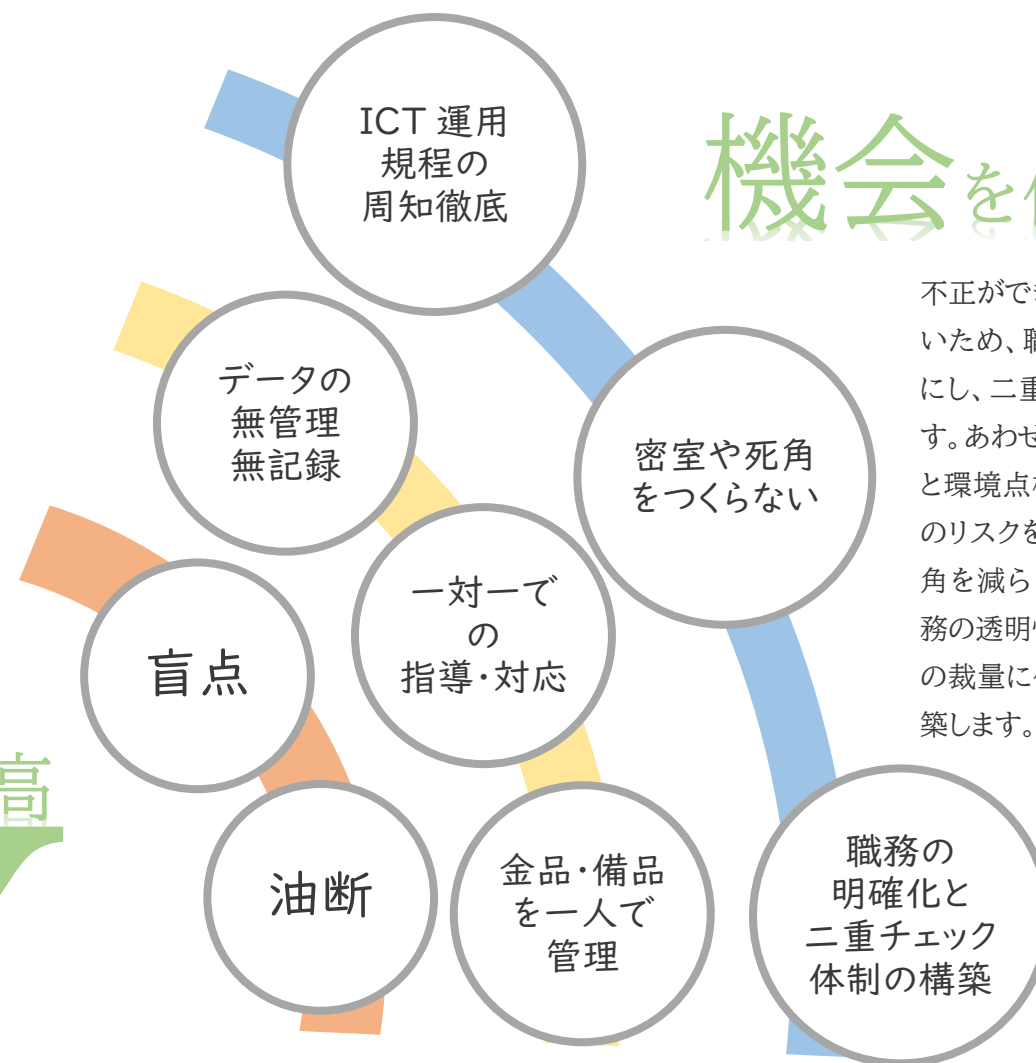 ICT 運用
規程の
周知徹底
機会を
不正がで
いため、
にし、二
す。あわせ
と環境点
のリスクを
角を減ら
務の透明
の裁量に
築します。
データの
無管理
無記録
密室や死角
をつくらない
一対一で
の
指導・対応
盲点
高
油断
金品・備品
を一人で
管理
職務の
明確化と
二重チェック
体制の構築